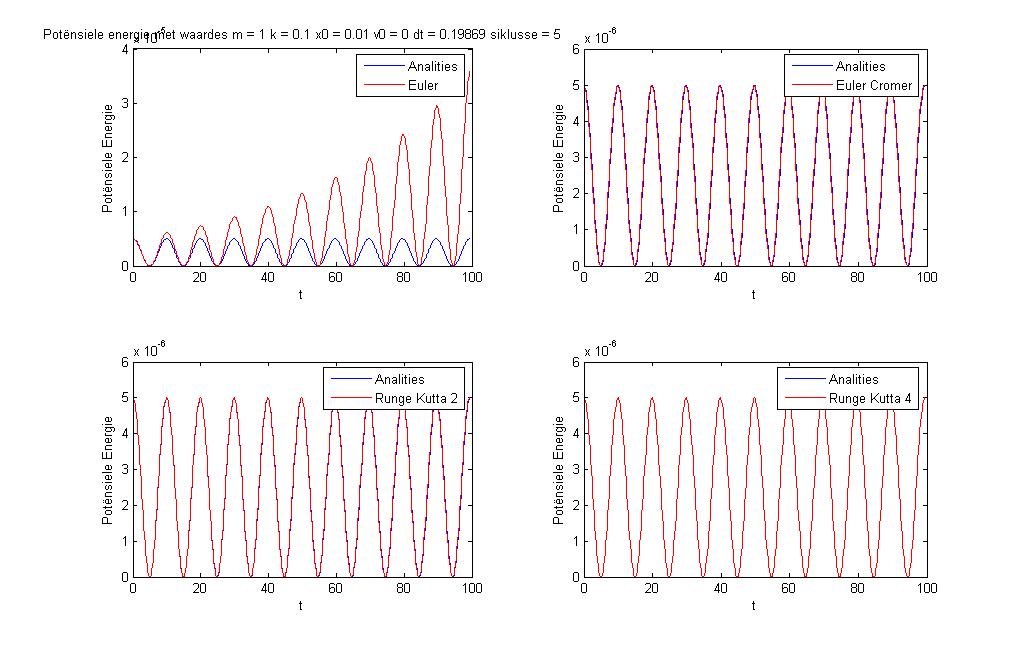 Potënsiele energie met waardes m = 1 k = 0.1 x0 = 0.01 v0 = 0 dt = 0.19869 siklusse = 5
x 10-5
4
3
2
1
0
0 20 40 60 80 100
Potënsiele Energie
t
Analities
Euler
x 10-6
6
5
4
3
2
1
0
0 20 40 60 80 100
Potënsiele Energie
t
Analities
Euler Cromer
x 10-6
6
5
4
3
2
1
0
0 20 40 60 80 100
Potënsiele Energie
t
Analities
Runge Kutta 2
x 10-6
6
5
4
3
2
1
0
0 20 40 60 80 100
Potënsiele Energie
t
Analities
Runge Kutta 4